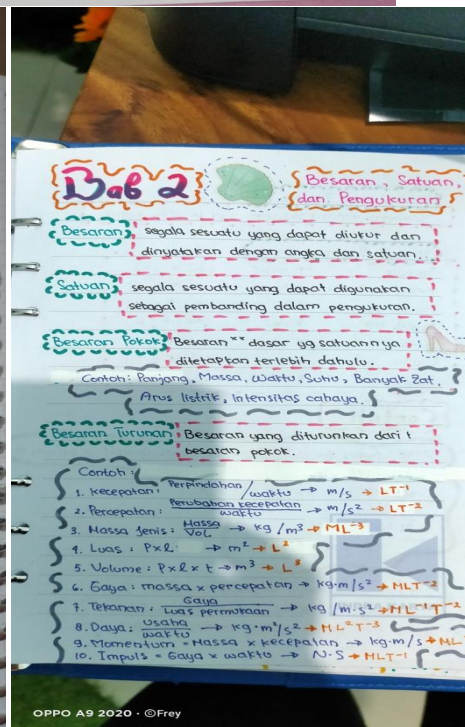 Bab 2
Besaran, Satuan,
dan Pengukuran
Besaran
segala sesuatu yang dapat diukur dan
dinyatakan dengan angka dan satuan.
Satuan
segala sesuatu yang dapat digunakan
sebagai pembanding dalam pengukuran.
Besaran Pokok
Besaran** dasar yg satuannya
ditetapkan terlebih dahulu.
Contoh: Panjang, Massa, Waktu, Suhu, Banyak Zat,
Arus listrik, Intensitas cahaya.
Besaran Turunan
Besaran yang diturunkan dari
besaran pokok.
Contoh:
1. Kecepatan: Perpindahan/waktu → m/s → LT⁻¹
2. Percepatan: Perubahan kecepatan/waktu → m/s² → LT⁻²
3. Massa Jenis: Massa/Vol. → kg/m³ → ML⁻³
4. Luas: P×l → m² → L²
5. Volume: P×l×t → m³ → L³
6. Gaya: massa × percepatan → kg·m/s² → MLT⁻²
7. Tekanan: Gaya/Luas permukaan → kg/m·s² → ML⁻¹T⁻²
8. Daya: usaha/waktu → kg·m²/s² → ML²T⁻³
9. Momentum = Massa × kecepatan → kg·m/s → ML
10. Impuls = Gaya × waktu → N·S → MLT⁻¹
OPPO A9 2020 · ©Frey